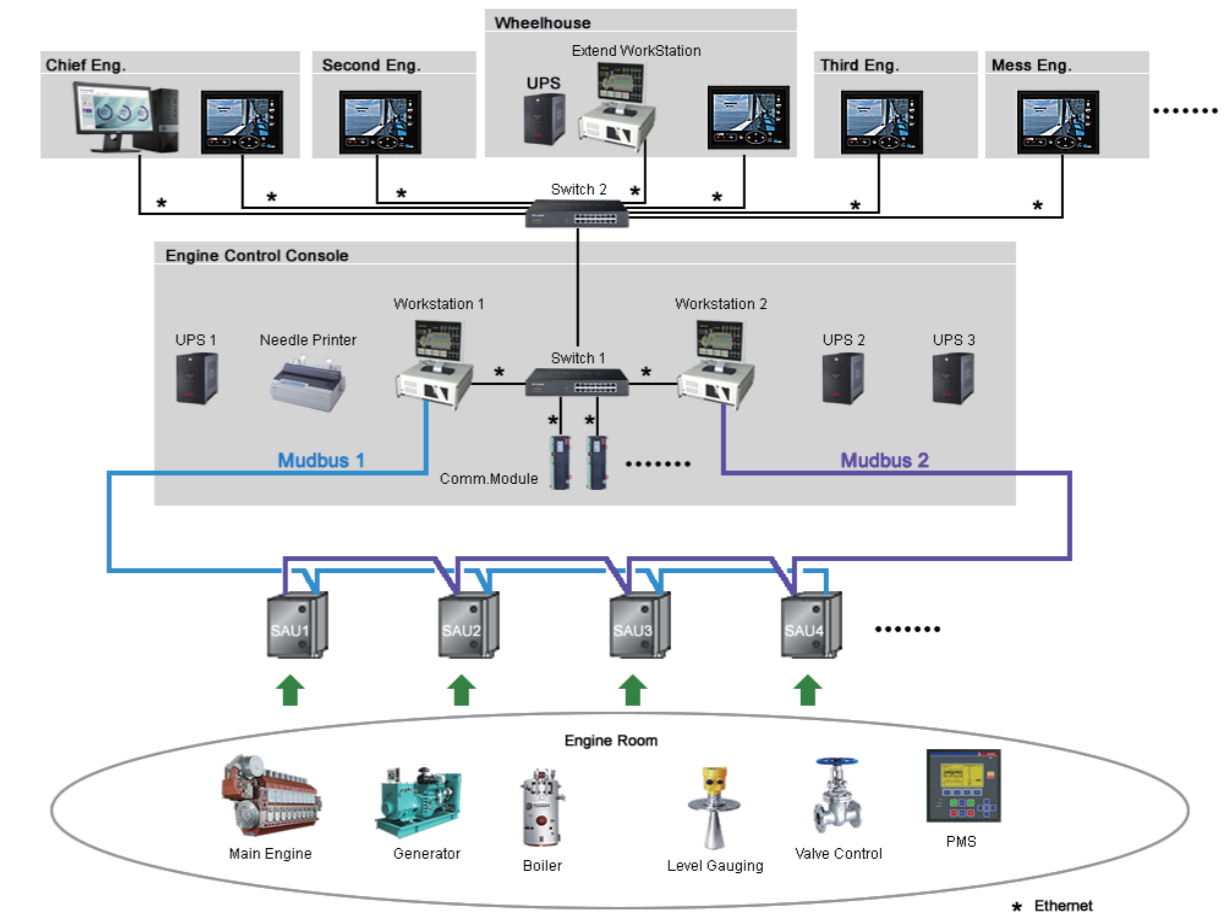 Wheelhouse
Extend WorkStation
UPS
Chief Eng.
Second Eng.
Third Eng.
Mess Eng.
Switch 2
*
*
*
*
*
*
*
Engine Control Console
Workstation 1
Workstation 2
UPS 1
Needle Printer
Switch 1
UPS 2
UPS 3
*
*
*
*
Mudbus 1
Mudbus 2
Comm.Module
SAU1
SAU2
SAU3
SAU4
Engine Room
Main Engine
Generator
Boiler
Level Gauging
Valve Control
PMS
* Ethernet